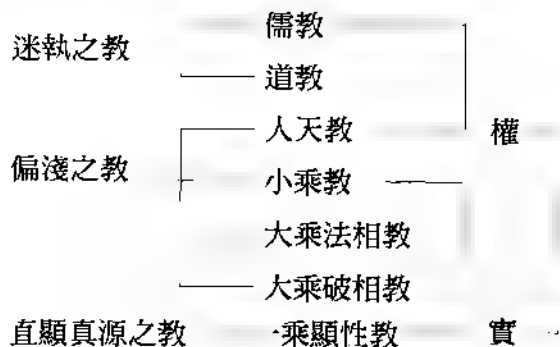 儒教
迷執之教
道教
人天教 權
偏淺之教
小乘教
大乘法相教
大乘破相教
直顯真源之教 一乘顯性教 實